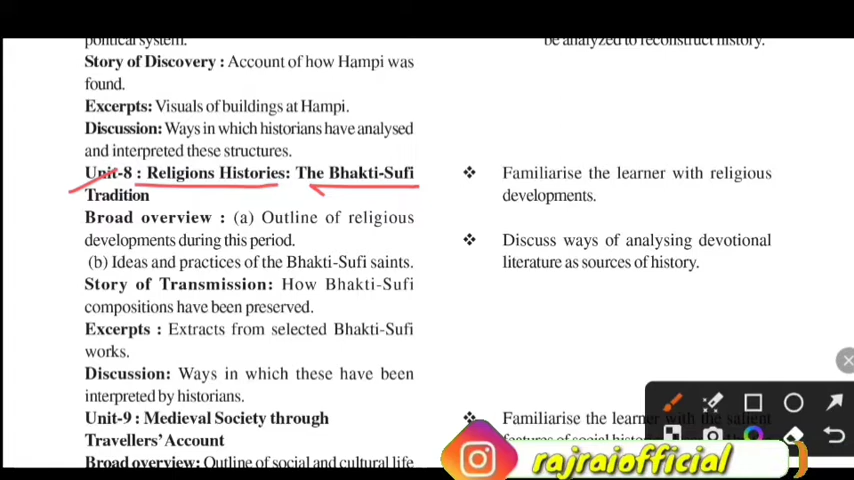 political system.
Story of Discovery : Account of how Hampi was
found.
Excerpts: Visuals of buildings at Hampi.
Discussion: Ways in which historians have analysed
and interpreted these structures.
Unit-8 : Religions Histories: The Bhakti-Sufi
Tradition
Broad overview : (a) Outline of religious
developments during this period.
(b) Ideas and practices of the Bhakti-Sufi saints.
Story of Transmission: How Bhakti-Sufi
compositions have been preserved.
Excerpts : Extracts from selected Bhakti-Sufi
works.
Discussion: Ways in which these have been
interpreted by historians.
Unit-9 : Medieval Society through
Travellers' Account
Broad overview: Outline of social and cultural life
be analyzed to reconstruct history.
❖ Familiarise the learner with religious
developments.
❖ Discuss ways of analysing devotional
literature as sources of history.
❖ Familiarise the learner with the salient
features of social
rajraiofficial